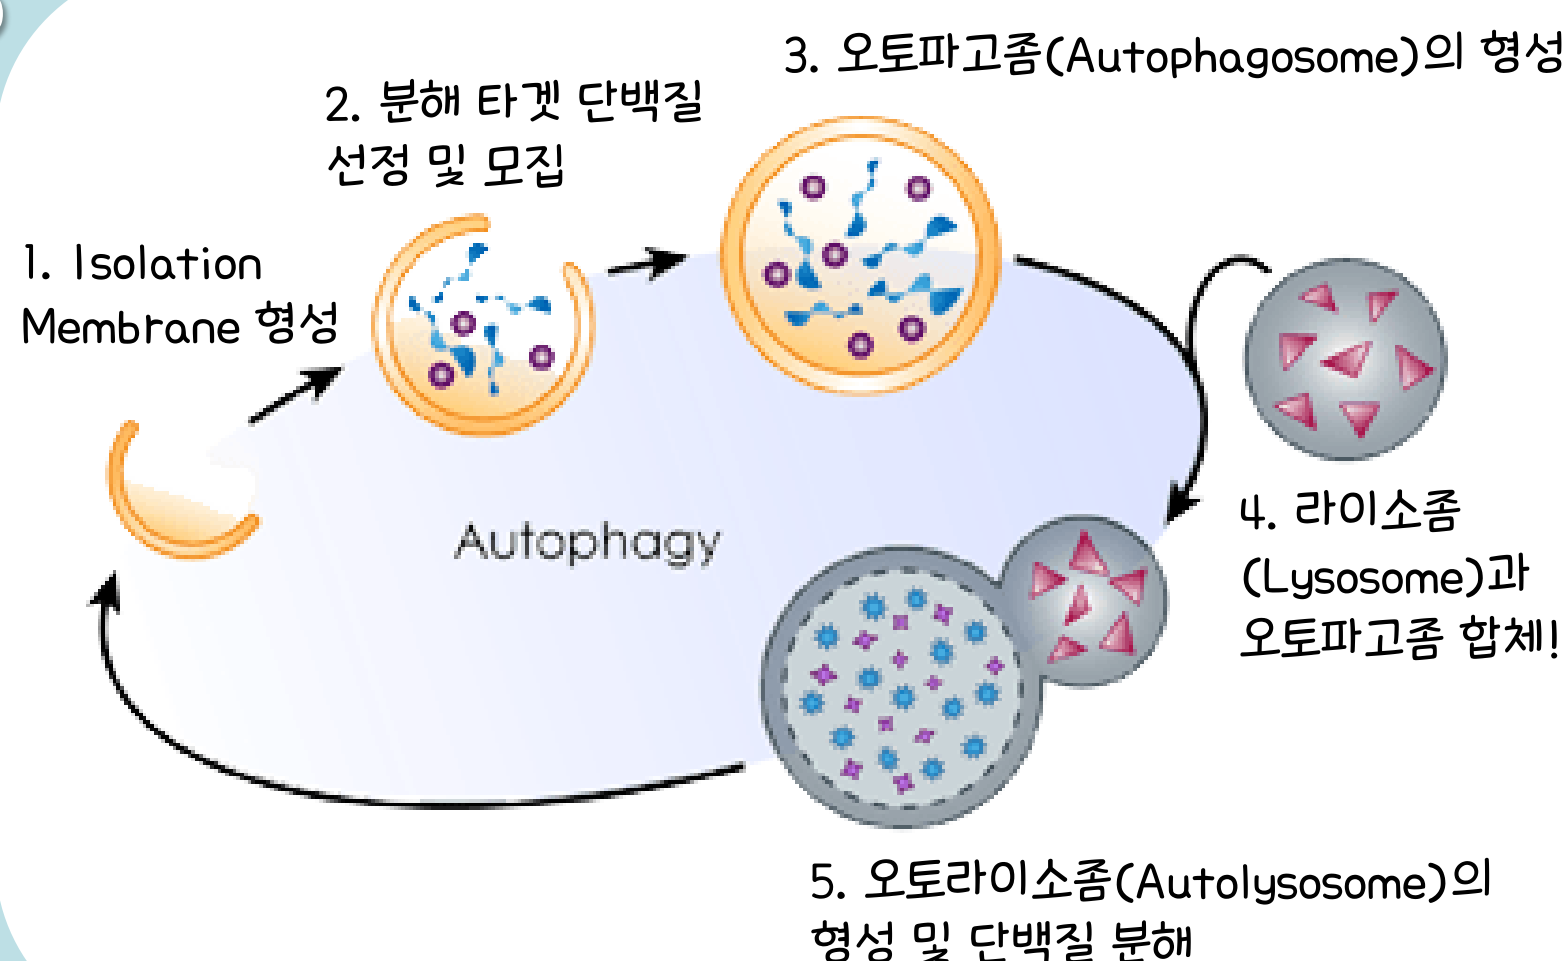 1. Isolation
Membrane 형성
2. 분해 타겟 단백질
선정 및 모집
3. 오토파고좀(Autophagosome)의 형성
4. 라이소좀
(Lysosome)과
오토파고좀 합체!
Autophagy
5. 오토라이소좀(Autolysosome)의
형성 및 단백질 분해